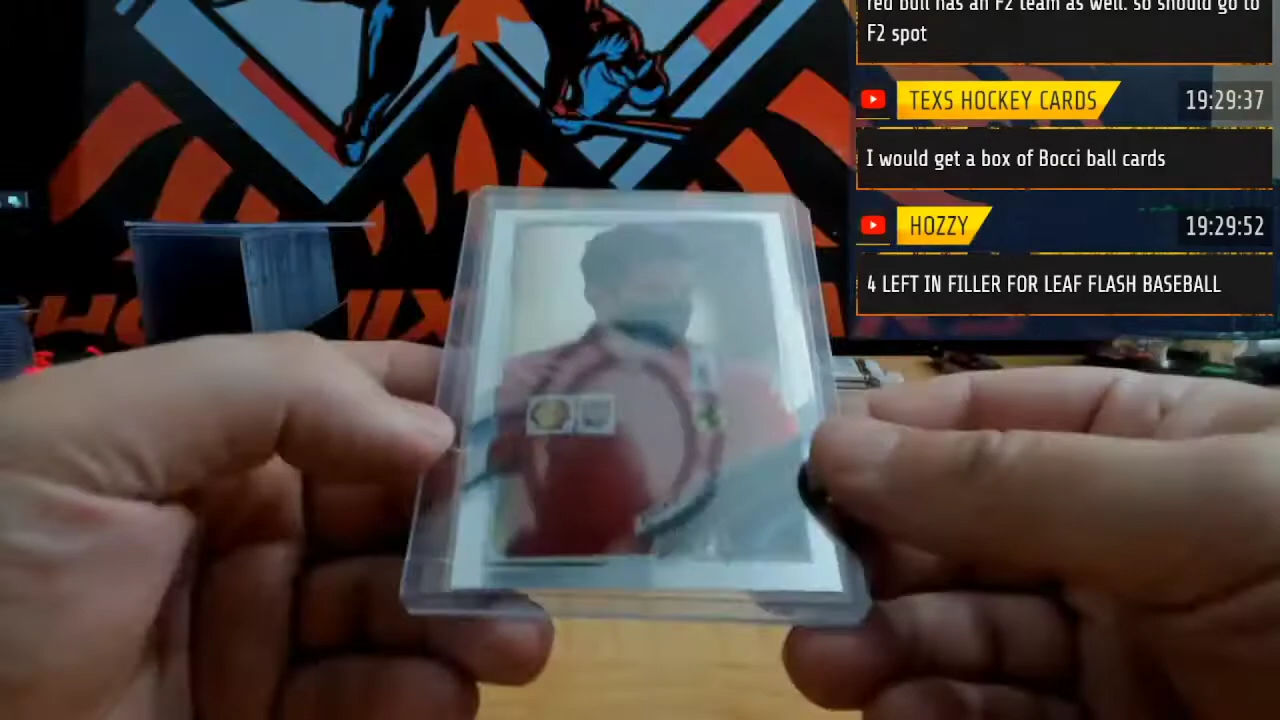 red bull has an F2 team as well. so should go to
F2 spot
TEXS HOCKEY CARDS
19:29:37
I would get a box of Bocci ball cards
HOZZY
19:29:52
4 LEFT IN FILLER FOR LEAF FLASH BASEBALL